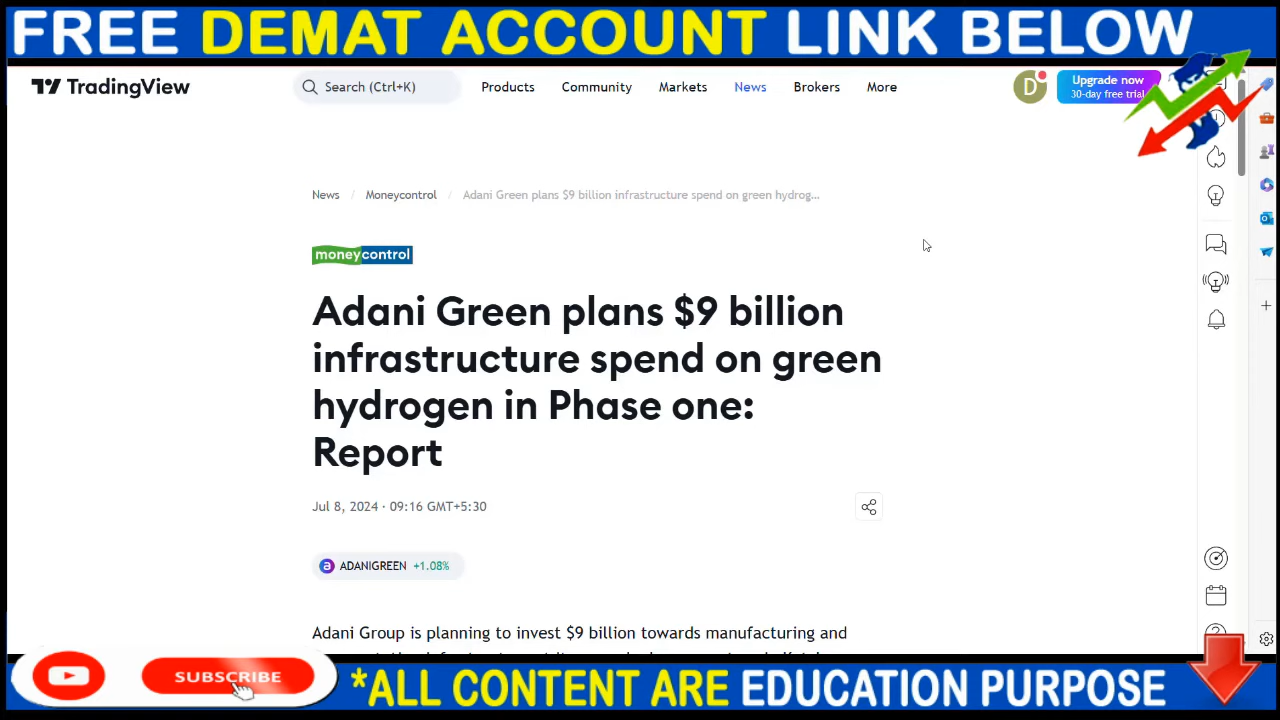 FREE DEMAT ACCOUNT LINK BELOW
TradingView
Search (Ctrl+K)
Products
Community
Markets
News
Brokers
More
D
Upgrade now
30-day free trial
News / Moneycontrol / Adani Green plans $9 billion infrastructure spend on green hydrog...
moneycontrol
Adani Green plans $9 billion
infrastructure spend on green
hydrogen in Phase one:
Report
Jul 8, 2024 · 09:16 GMT+5:30
a ADANIGREEN +1.08%
Adani Group is planning to invest $9 billion towards manufacturing and
SUBSCRIBE
*ALL CONTENT ARE EDUCATION PURPOSE